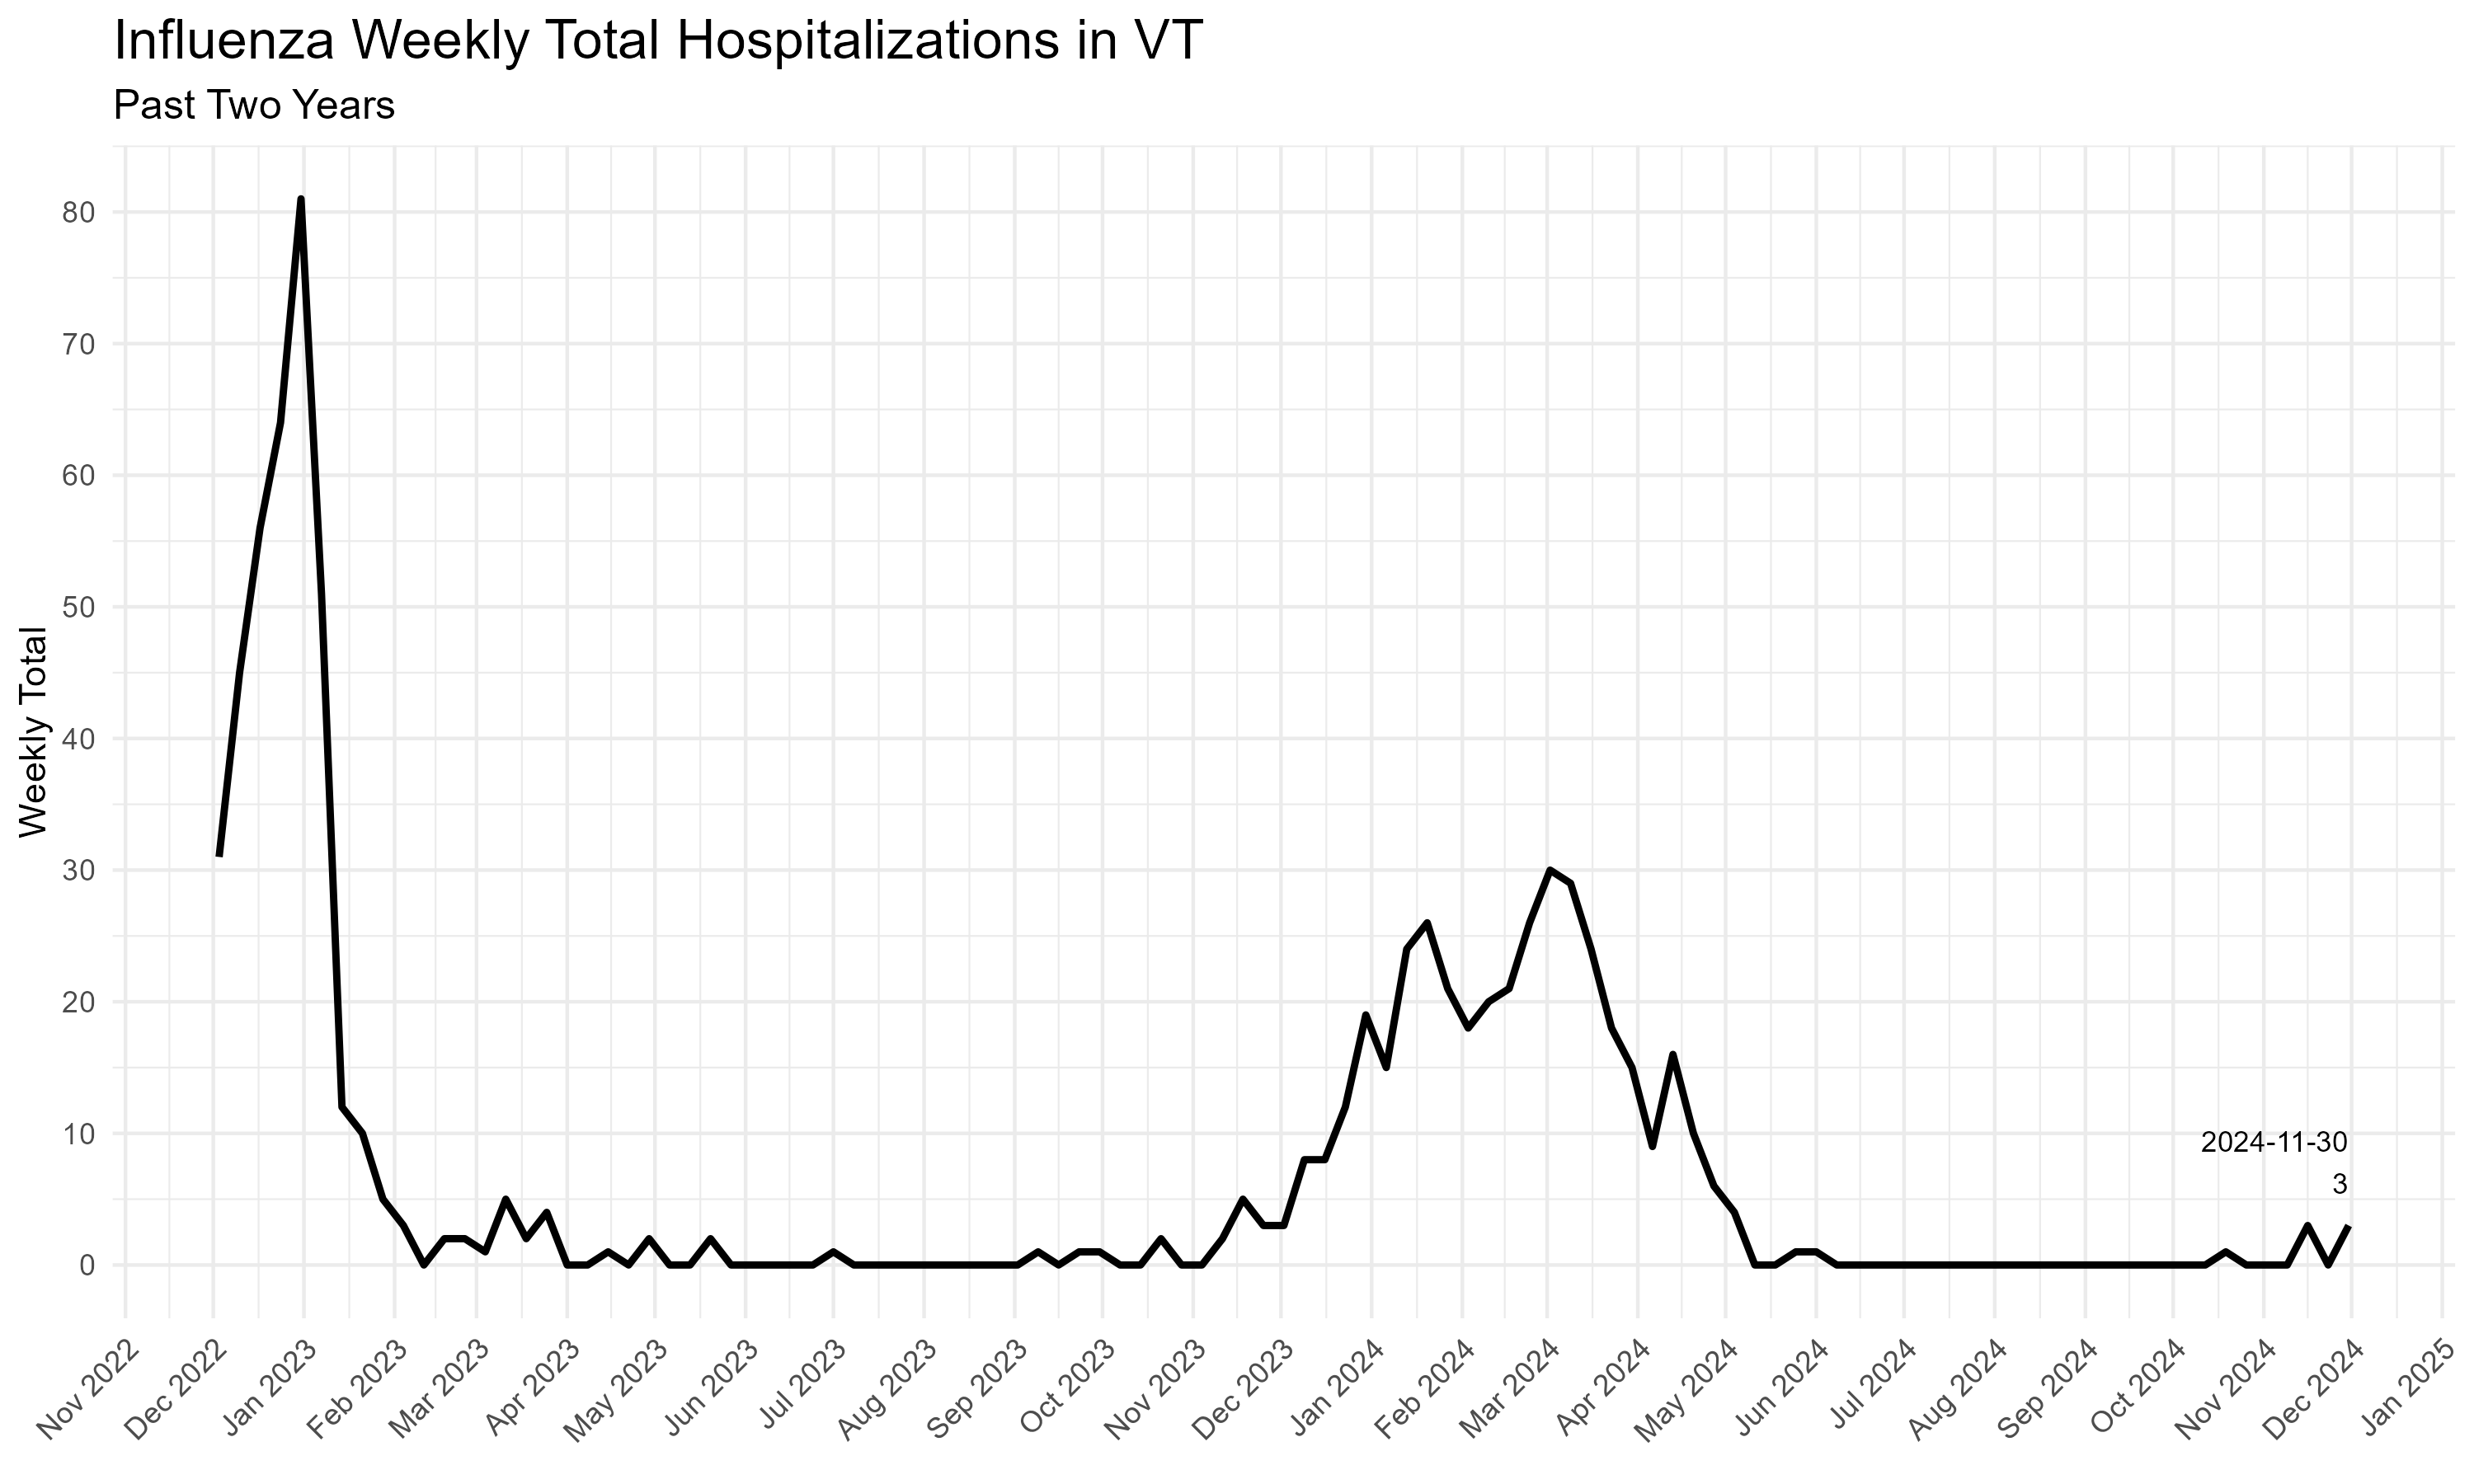 Influenza Weekly Total Hospitalizations in VT
Past Two Years
Weekly Total
80
70
60
50
40
30
20
10
0
2024-11-30
3
Nov 2022
Dec 2022
Jan 2023
Feb 2023
Mar 2023
Apr 2023
May 2023
Jun 2023
Jul 2023
Aug 2023
Sep 2023
Oct 2023
Nov 2023
Dec 2023
Jan 2024
Feb 2024
Mar 2024
Apr 2024
May 2024
Jun 2024
Jul 2024
Aug 2024
Sep 2024
Oct 2024
Nov 2024
Dec 2024
Jan 2025